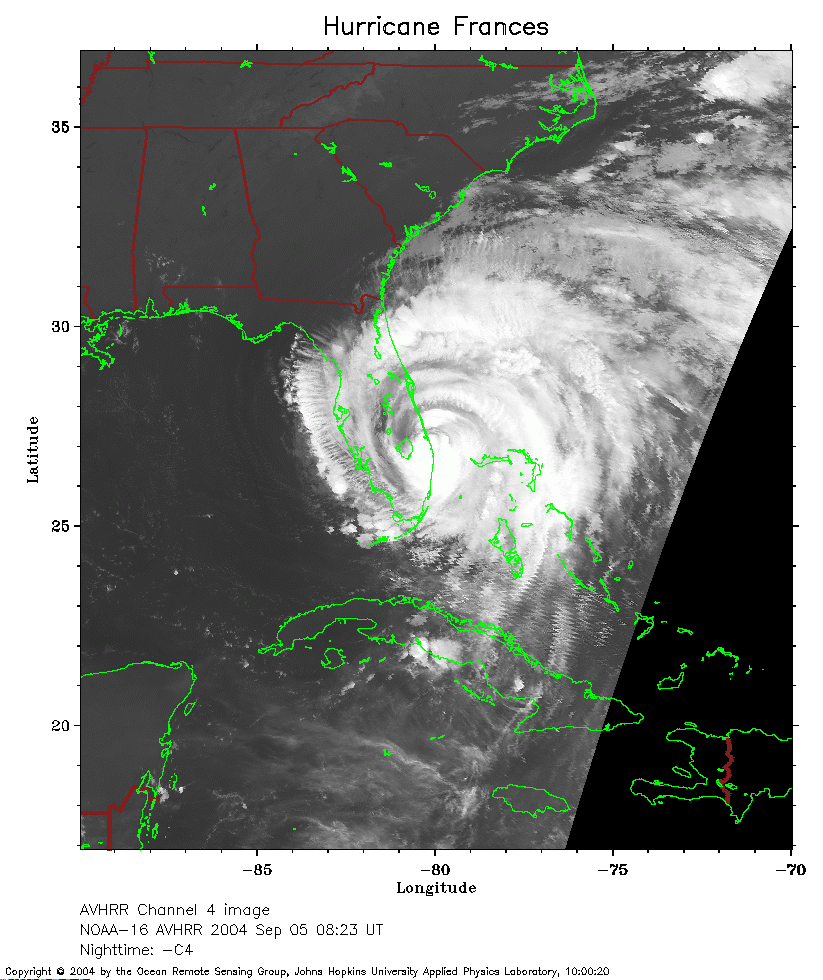 Hurricane Frances
35
30
25
20
Latitude
-85 -80 -75 -70
Longitude
AVHRR Channel 4 image
NOAA-16 AVHRR 2004 Sep 05 08:23 UT
Nighttime: -C4
Copyright © 2004 by the Ocean Remote Sensing Group, Johns Hopkins University Applied Physics Laboratory, 10:00:20